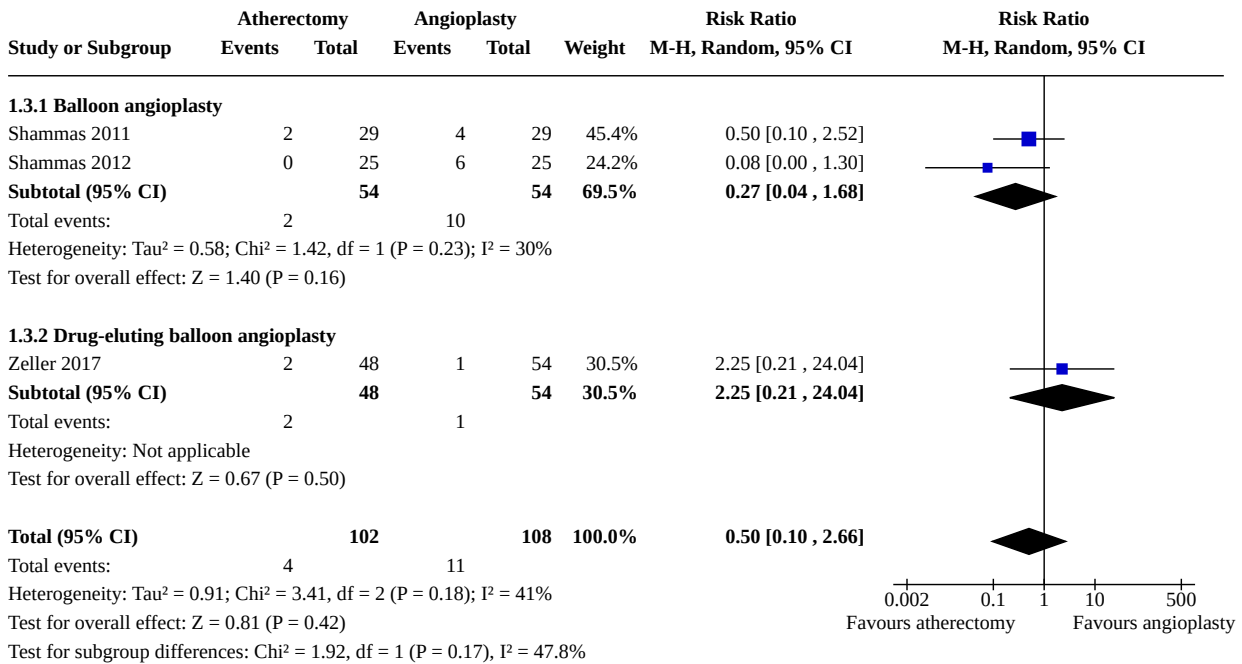 Atherectomy Angioplasty Risk Ratio Risk Ratio
Study or Subgroup Events Total Events Total Weight M-H, Random, 95% CI M-H, Random, 95% CI
1.3.1 Balloon angioplasty
Shammas 2011 2 29 4 29 45.4% 0.50 [0.10 , 2.52]
Shammas 2012 0 25 6 25 24.2% 0.08 [0.00 , 1.30]
Subtotal (95% CI) 54 54 69.5% 0.27 [0.04 , 1.68]
Total events: 2 10
Heterogeneity: Tau² = 0.58; Chi² = 1.42, df = 1 (P = 0.23); I² = 30%
Test for overall effect: Z = 1.40 (P = 0.16)
1.3.2 Drug-eluting balloon angioplasty
Zeller 2017 2 48 1 54 30.5% 2.25 [0.21 , 24.04]
Subtotal (95% CI) 48 54 30.5% 2.25 [0.21 , 24.04]
Total events: 2 1
Heterogeneity: Not applicable
Test for overall effect: Z = 0.67 (P = 0.50)
Total (95% CI) 102 108 100.0% 0.50 [0.10 , 2.66]
Total events: 4 11
Heterogeneity: Tau² = 0.91; Chi² = 3.41, df = 2 (P = 0.18); I² = 41%
0.002 0.1 1 10 500
Test for overall effect: Z = 0.81 (P = 0.42)
Favours atherectomy Favours angioplasty
Test for subgroup differences: Chi² = 1.92, df = 1 (P = 0.17), I² = 47.8%